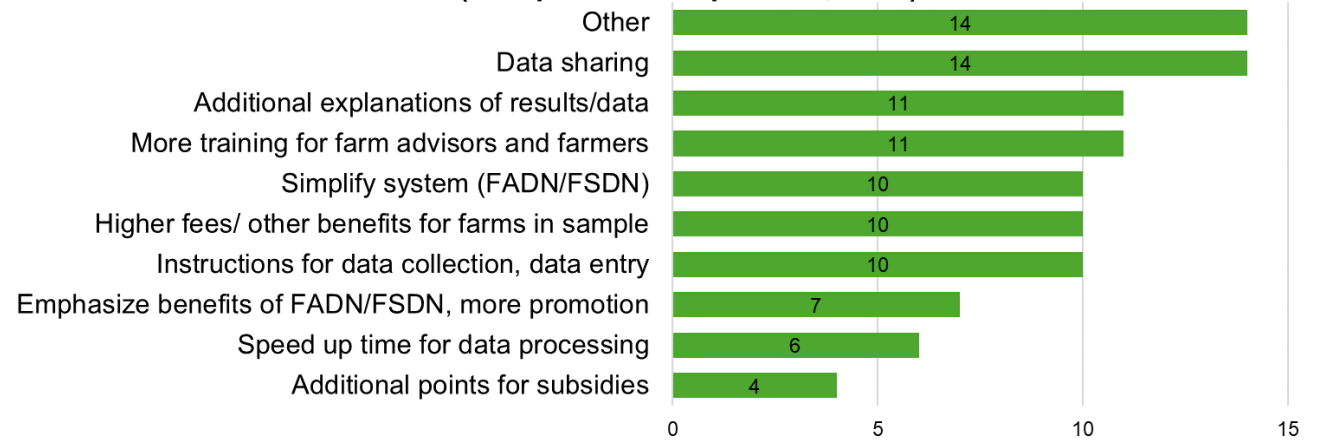 Other 14
Data sharing 14
Additional explanations of results/data 11
More training for farm advisors and farmers 11
Simplify system (FADN/FSDN) 10
Higher fees/ other benefits for farms in sample 10
Instructions for data collection, data entry 10
Emphasize benefits of FADN/FSDN, more promotion 7
Speed up time for data processing 6
Additional points for subsidies 4
0 5 10 15